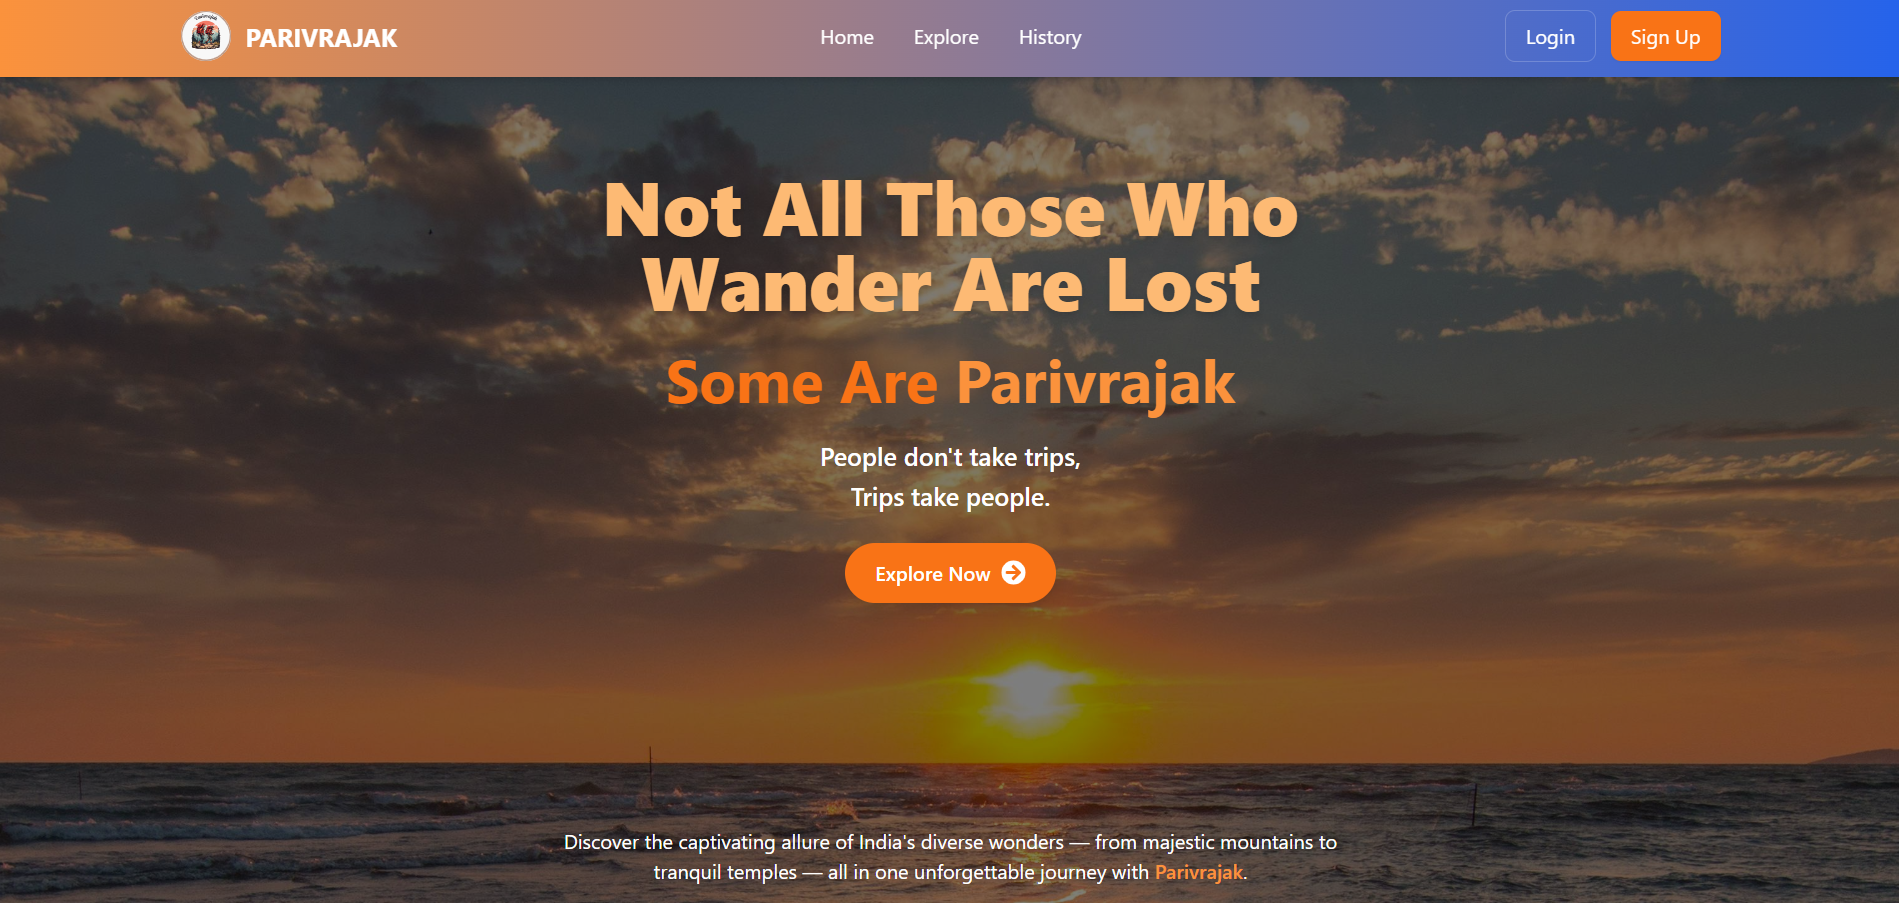 PARIVRAJAK
Home Explore History
Login Sign Up
Not All Those Who
Wander Are Lost
Some Are Parivrajak
People don't take trips,
Trips take people.
Explore Now
Discover the captivating allure of India's diverse wonders — from majestic mountains to
tranquil temples — all in one unforgettable journey with Parivrajak.